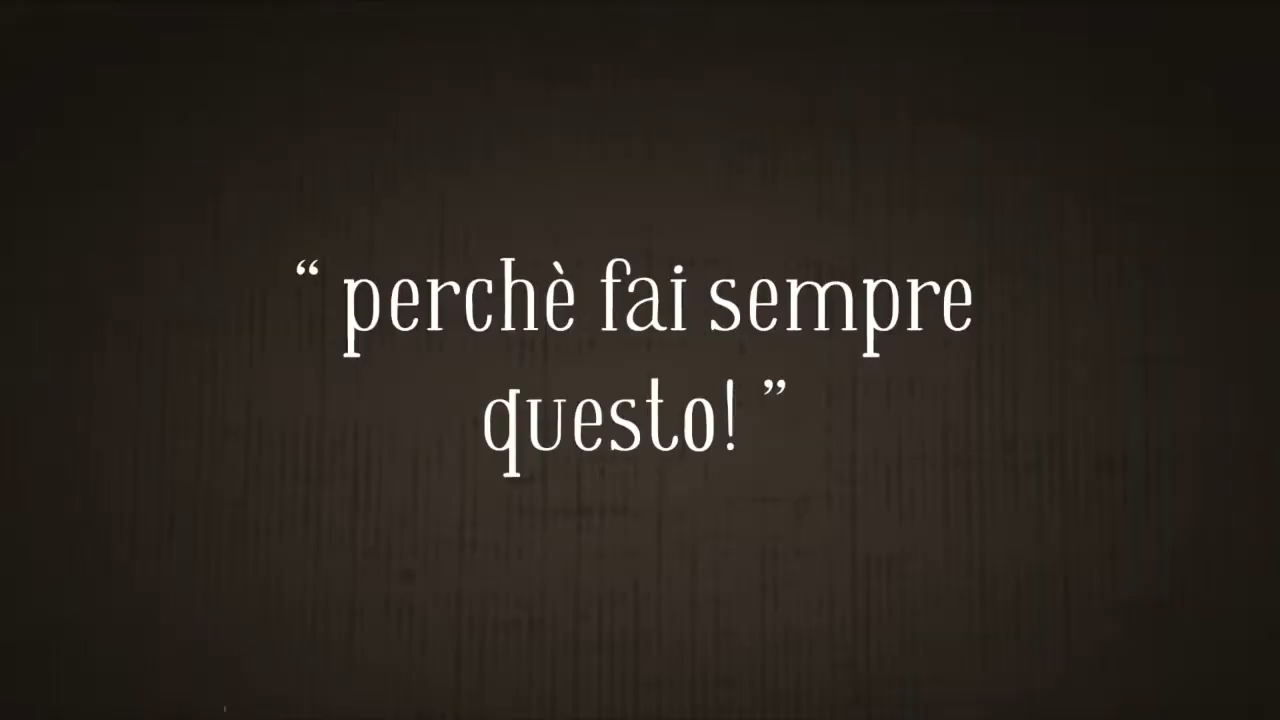 “ perchè fai sempre
questo! ”